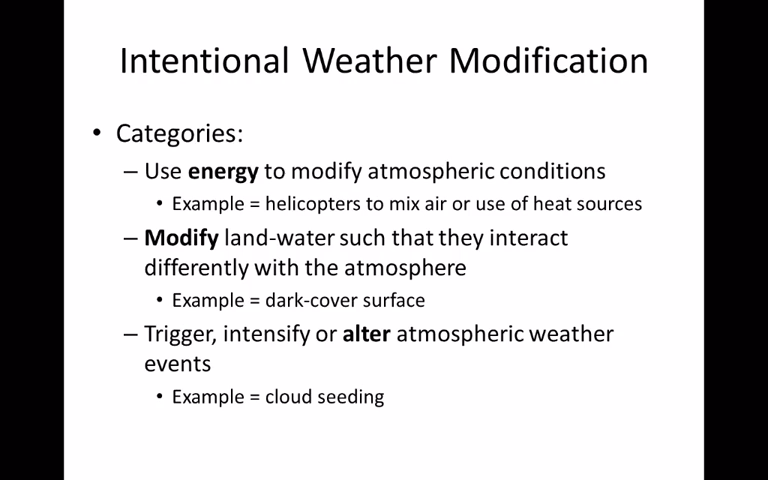 Intentional Weather Modification
• Categories:
– Use energy to modify atmospheric conditions
• Example = helicopters to mix air or use of heat sources
– Modify land-water such that they interact
differently with the atmosphere
• Example = dark-cover surface
– Trigger, intensify or alter atmospheric weather
events
• Example = cloud seeding